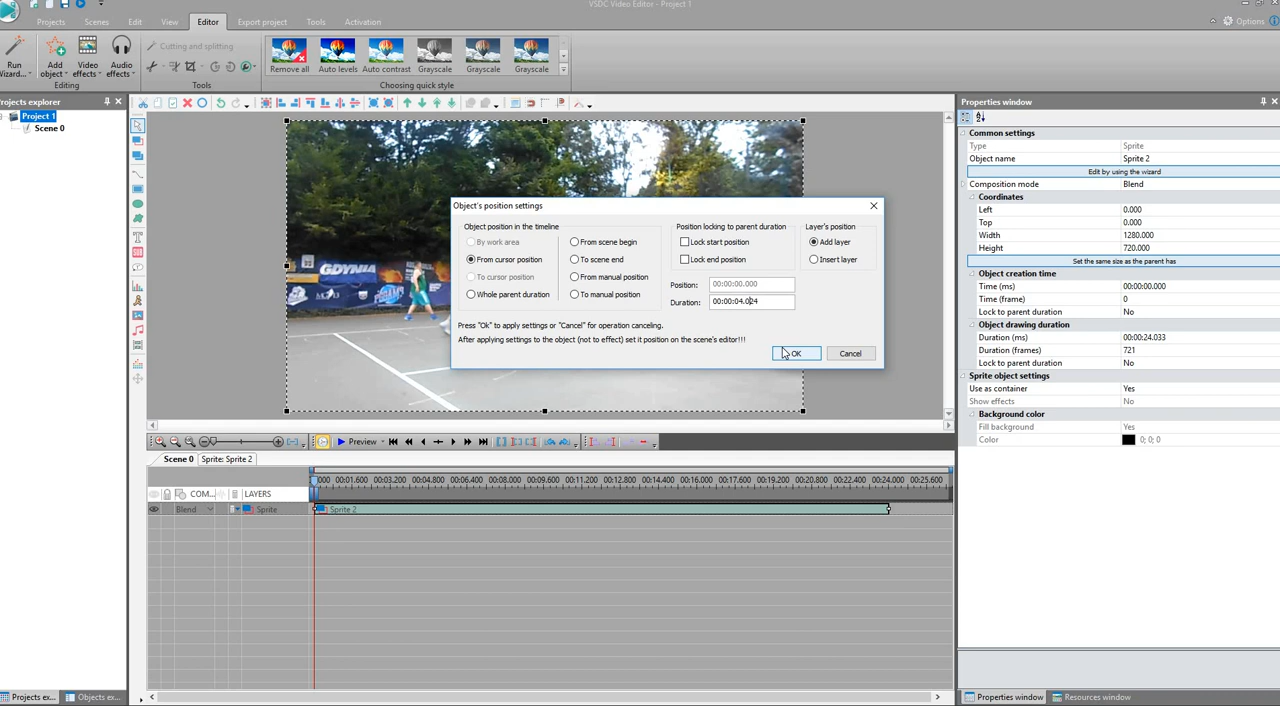 VSDC Video Editor - Project 1
Projects Scenes Edit View Editor Export project Tools Activation Options
Run Wizard... Add object Video effects Audio effects Cutting and splitting Remove all Auto levels Auto contrast Grayscale Grayscale Grayscale
Editing Tools Choosing quick style
Projects explorer
Project 1
Scene 0
GDYNIA
Object's position settings
Object position in the timeline
By work area
From cursor position
To cursor position
Whole parent duration
From scene begin
To scene end
From manual position
To manual position
Position locking to parent duration
Lock start position
Lock end position
Position: 00:00:00.000
Duration: 00:00:04.024
Layer's position
Add layer
Insert layer
Press "Ok" to apply settings or "Cancel" for operation canceling.
After applying settings to the object (not to effect) set it position on the scene's editor!!!
OK Cancel
Properties window
Common settings
Type Sprite
Object name Sprite 2
Edit by using the wizard
Composition mode Blend
Coordinates
Left 0.000
Top 0.000
Width 1280.000
Height 720.000
Set the same size as the parent has
Object creation time
Time (ms) 00:00:00.000
Time (frame) 0
Lock to parent duration No
Object drawing duration
Duration (ms) 00:00:24.033
Duration (frames) 721
Lock to parent duration No
Sprite object settings
Use as container Yes
Show effects No
Background color
Fill background Yes
Color 0; 0; 0
Preview
Scene 0 Sprite: Sprite 2
000 00:01.600 00:03.200 00:04.800 00:06.400 00:08.000 00:09.600 00:11.200 00:12.800 00:14.400 00:16.000 00:17.600 00:19.200 00:20.800 00:22.400 00:24.000 00:25.600
COM... LAYERS
Blend Sprite Sprite 2
Projects ex... Objects ex... Properties window Resources window